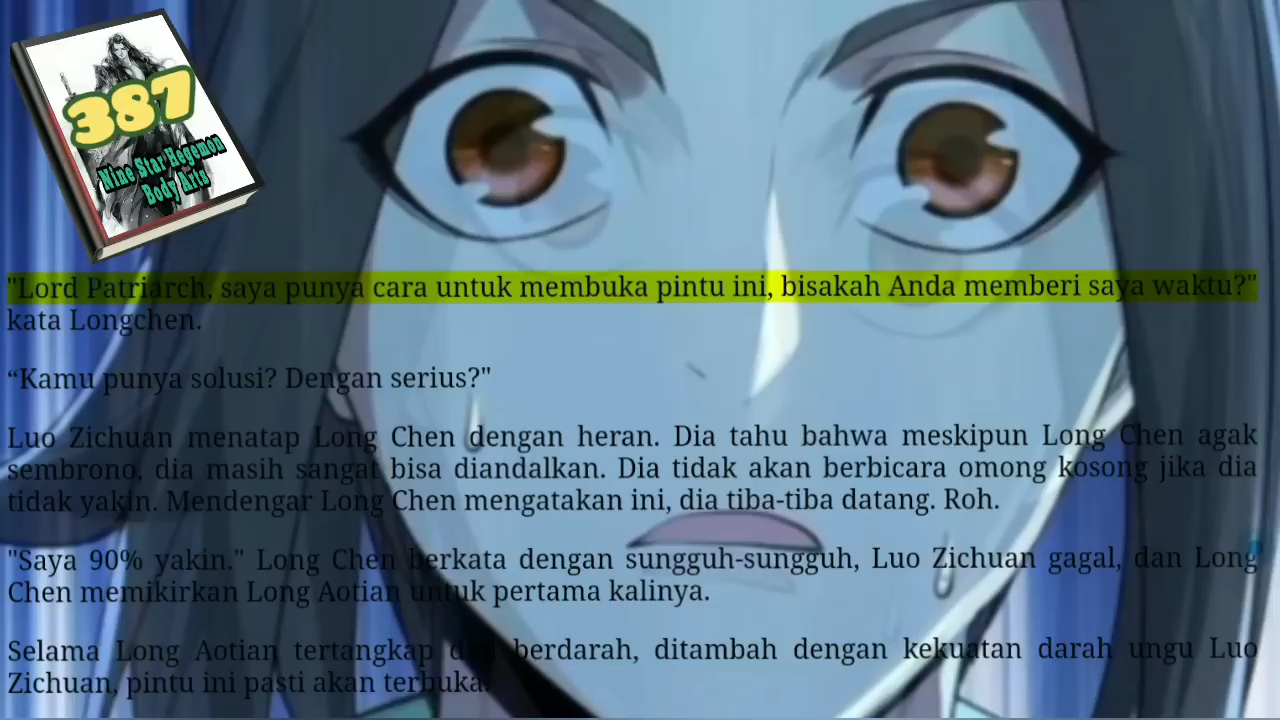 387
Nine Star Hegemon
Body Arts
"Lord Patriarch, saya punya cara untuk membuka pintu ini, bisakah Anda memberi saya waktu?"
kata Longchen.
“Kamu punya solusi? Dengan serius?"
Luo Zichuan menatap Long Chen dengan heran. Dia tahu bahwa meskipun Long Chen agak
sembrono, dia masih sangat bisa diandalkan. Dia tidak akan berbicara omong kosong jika dia
tidak yakin. Mendengar Long Chen mengatakan ini, dia tiba-tiba datang. Roh.
"Saya 90% yakin." Long Chen berkata dengan sungguh-sungguh, Luo Zichuan gagal, dan Long
Chen memikirkan Long Aotian untuk pertama kalinya.
Selama Long Aotian tertangkap dan berdarah, ditambah dengan kekuatan darah ungu Luo
Zichuan, pintu ini pasti akan terbuka.